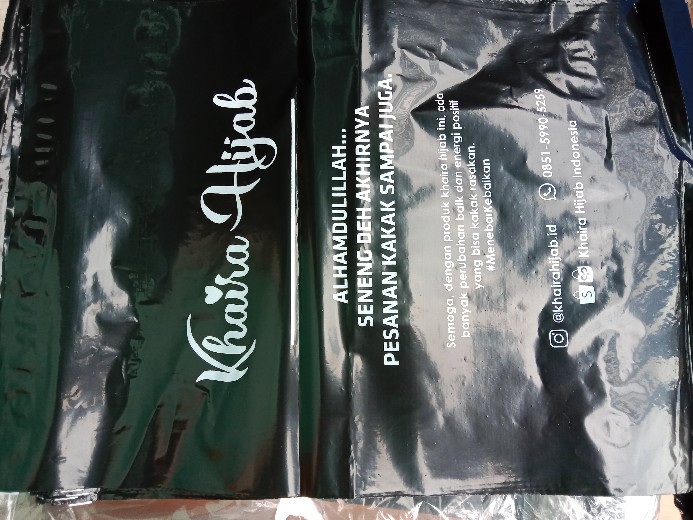 Khaira Hijab
ALHAMDULILLAH...
SENENG DEH AKHIRNYA
PESANAN KAKAK SAMPAI JUGA.
Semoga, dengan produk khaira hijab ini, ada
banyak perubahan baik dan energi positif
yang bisa kakak rasakan.
#MenebarKebaikan
@khairahijab.id
0851-5990-5259
S
Khaira Hijab Indonesia